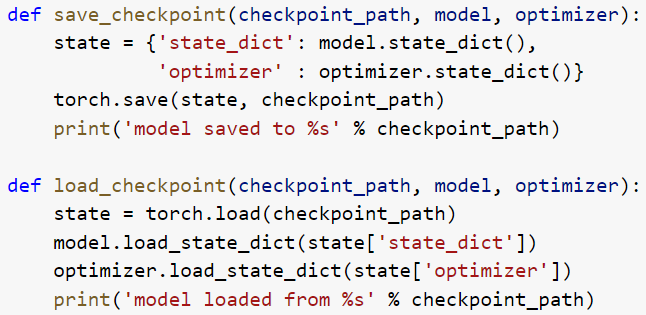 def save_checkpoint(checkpoint_path, model, optimizer):
    state = {'state_dict': model.state_dict(),
             'optimizer' : optimizer.state_dict()}
    torch.save(state, checkpoint_path)
    print('model saved to %s' % checkpoint_path)

def load_checkpoint(checkpoint_path, model, optimizer):
    state = torch.load(checkpoint_path)
    model.load_state_dict(state['state_dict'])
    optimizer.load_state_dict(state['optimizer'])
    print('model loaded from %s' % checkpoint_path)